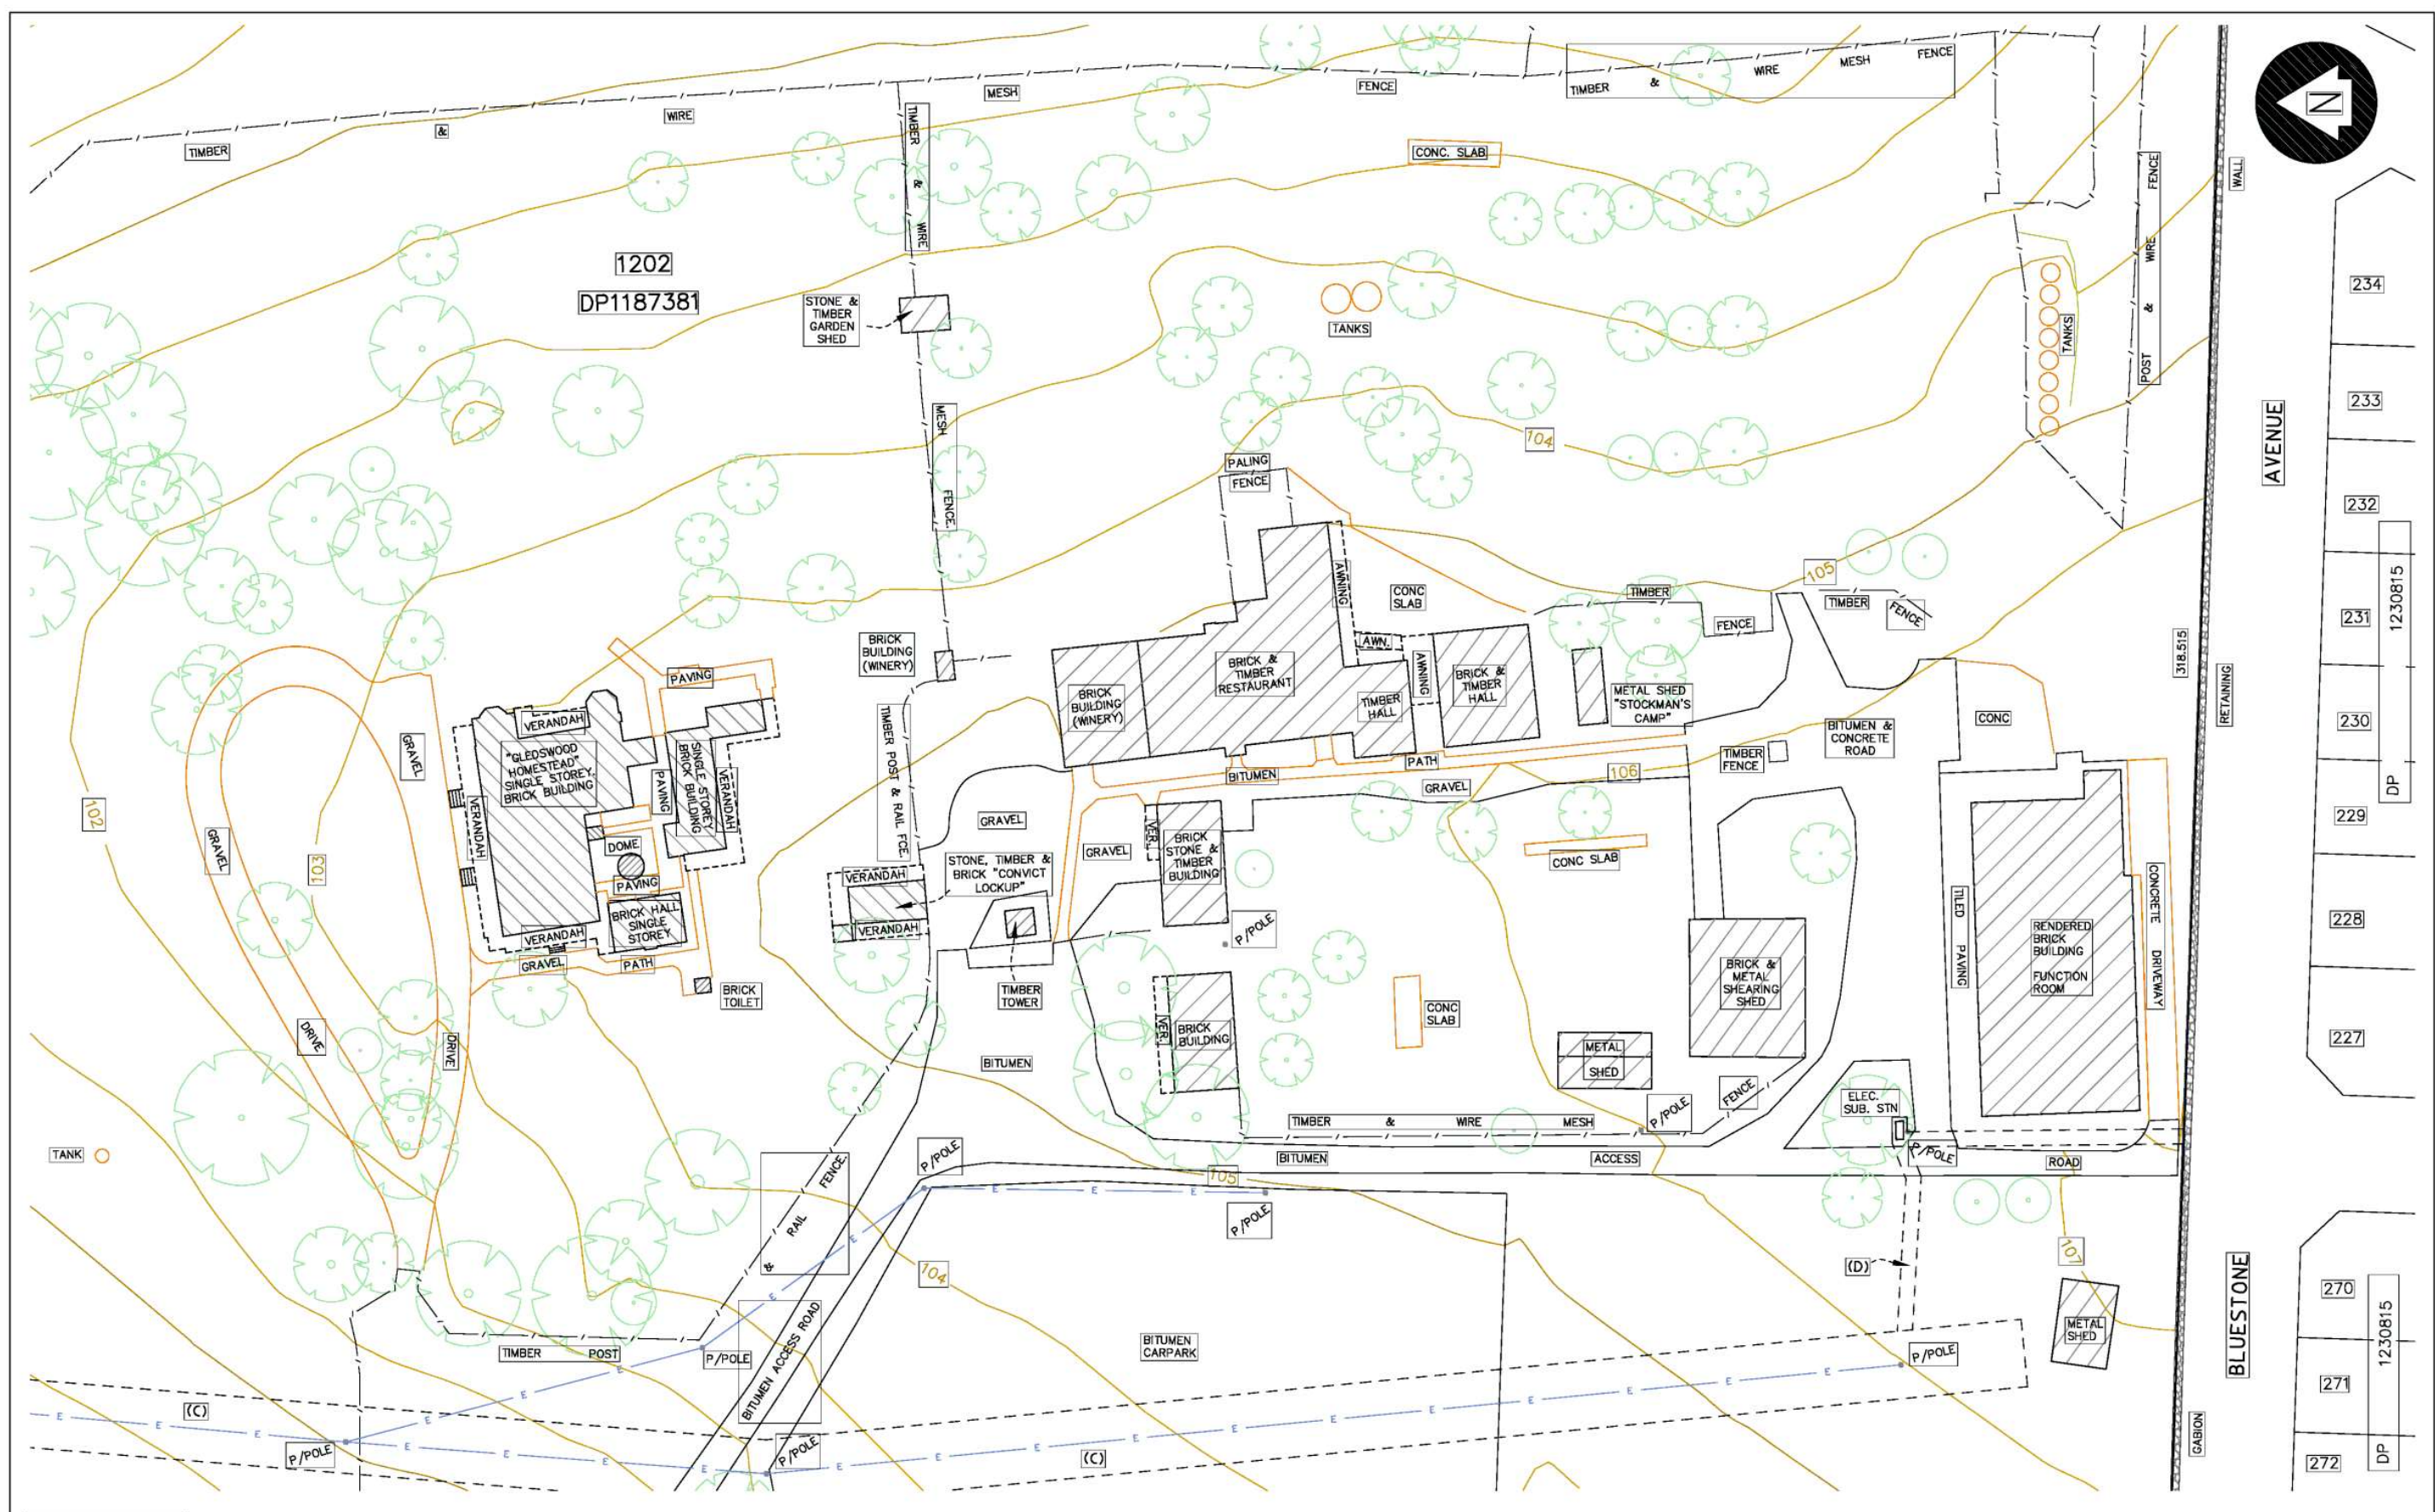 N
TIMBER
&
WIRE
MESH
FENCE
TIMBER
&
WIRE
MESH
FENCE
TIMBER
&
WIRE
MESH
FENCE.
CONC. SLAB
POST
&
WIRE
FENCE
WALL
1202
DP1187381
STONE &
TIMBER
GARDEN
SHED
TANKS
TANKS
234
233
232
231
230
229
228
227
DP
1230815
AVENUE
104
PALING
FENCE
105
TIMBER
FENCE
TIMBER
FENCE
AWNING
CONC
SLAB
AWN.
AWNING
BRICK
BUILDING
(WINERY)
BRICK &
TIMBER
RESTAURANT
BRICK
BUILDING
(WINERY)
TIMBER
HALL
BRICK &
TIMBER
HALL
METAL SHED
"STOCKMAN'S
CAMP"
318.515
RETAINING
PAVING
VERANDAH
"GLEDSWOOD
HOMESTEAD"
SINGLE STOREY
BRICK BUILDING
GRAVEL
VERANDAH
PAVING
SINGLE STOREY
BRICK BUILDING
VERANDAH
TIMBER POST & RAIL FCE.
BITUMEN
PATH
GRAVEL
106
TIMBER
FENCE
BITUMEN &
CONCRETE
ROAD
CONC
102
GRAVEL
103
DOME
PAVING
BRICK HALL
SINGLE
STOREY
VERANDAH
GRAVEL
PATH
BRICK
TOILET
VERANDAH
VERANDAH
STONE, TIMBER &
BRICK "CONVICT
LOCKUP"
GRAVEL
GRAVEL
VER.
BRICK
STONE &
TIMBER
BUILDING
P/POLE
CONC SLAB
TIMBER
TOWER
CONC
SLAB
BRICK &
METAL
SHEARING
SHED
TILED
PAVING
RENDERED
BRICK
BUILDING
FUNCTION
ROOM
CONCRETE
DRIVEWAY
DRIVE
DRIVE
BITUMEN
VER.
BRICK
BUILDING
METAL
SHED
P/POLE
FENCE
ELEC.
SUB. STN
TIMBER
&
WIRE
MESH
TANK
P/POLE
BITUMEN
ACCESS
P/POLE
ROAD
105
E
E
E
P/POLE
RAIL
FENCE.
&
E
E
104
(D)
107
BLUESTONE
METAL
SHED
270
271
272
DP
1230815
TIMBER
POST
P/POLE
BITUMEN ACCESS ROAD
BITUMEN
CARPARK
P/POLE
E
E
E
(C)
E
E
E
E
E
E
E
P/POLE
P/POLE
E
E
E
E
E
E
E
E
E
E
(C)
GABION